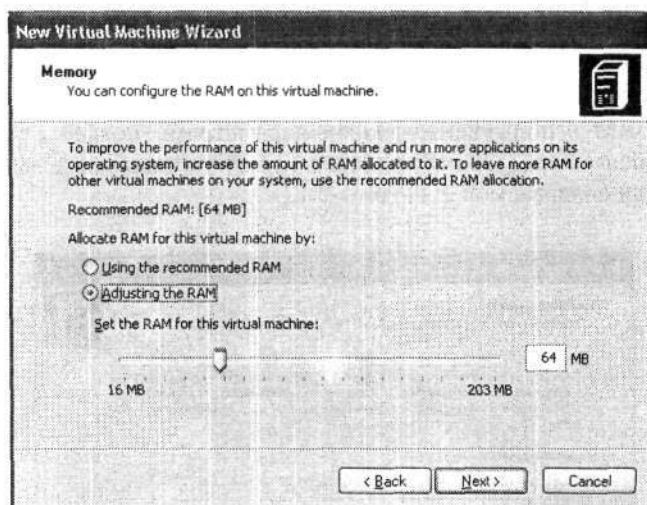 New Virtual Machine Wizard
Memory
You can configure the RAM on this virtual machine.
To improve the performance of this virtual machine and run more applications on its
operating system, increase the amount of RAM allocated to it. To leave more RAM for
other virtual machines on your system, use the recommended RAM allocation.
Recommended RAM: [64 MB]
Allocate RAM for this virtual machine by:
Using the recommended RAM
Adjusting the RAM
Set the RAM for this virtual machine:
64 MB
16 MB 203 MB
< Back Next > Cancel